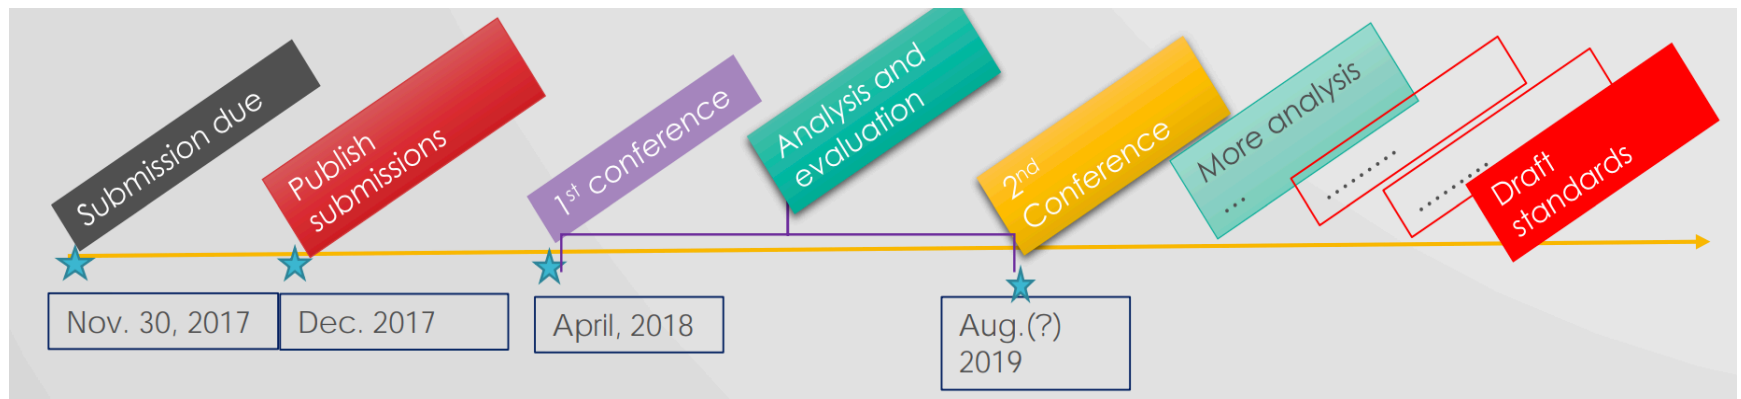 Submission due
Publish
submissions
1st conference
Analysis and
evaluation
2nd
Conference
More analysis
...
........
........
Draft
standards
Nov. 30, 2017
Dec. 2017
April, 2018
Aug.(?)
2019